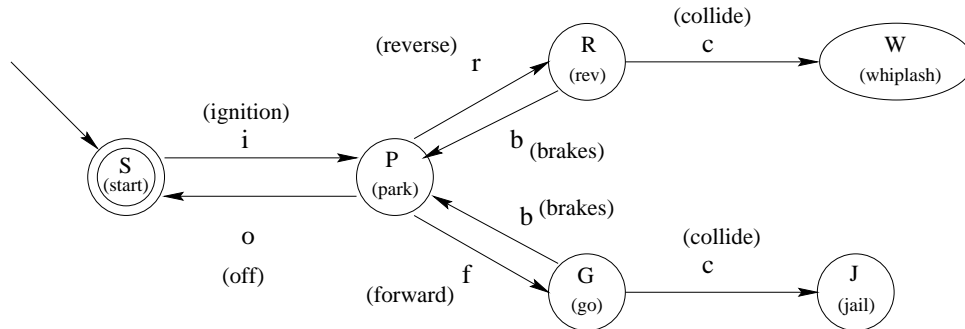 (collide)
c
R
(rev)
W
(whiplash)
(reverse)
r
(ignition)
i
b (brakes)
S
(start)
P
(park)
b (brakes)
o
(off)
f
(forward)
(collide)
c
G
(go)
J
(jail)